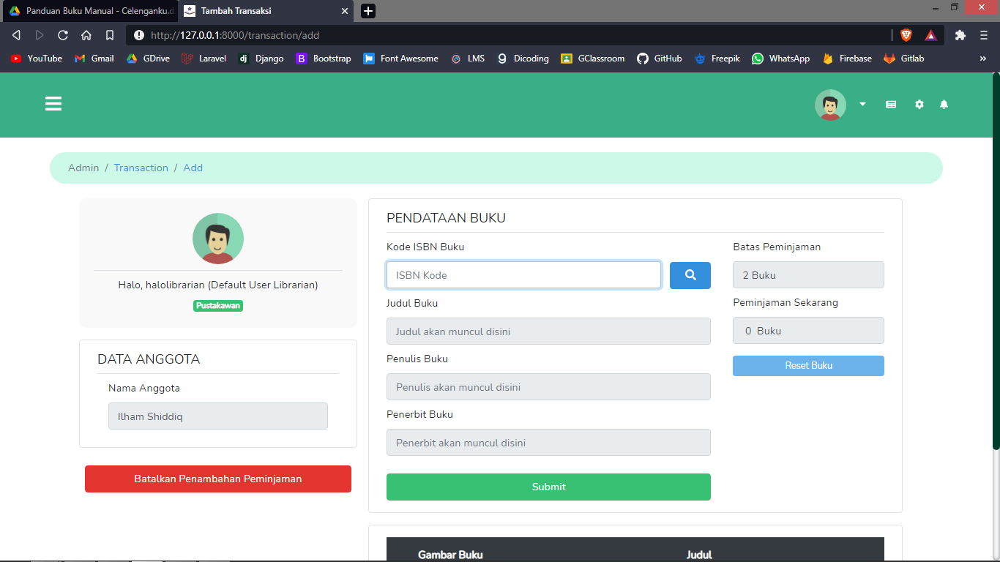 Panduan Buku Manual - Celenganku.d
Tambah Transaksi
http://127.0.0.1:8000/transaction/add
YouTube Gmail GDrive Laravel dj Django B Bootstrap Font Awesome LMS Dicoding GClassroom GitHub Freepik WhatsApp Firebase Gitlab »
Admin / Transaction / Add
Halo, halolibrarian (Default User Librarian)
Pustakawan
DATA ANGGOTA
Nama Anggota
Ilham Shiddiq
Batalkan Penambahan Peminjaman
PENDATAAN BUKU
Kode ISBN Buku
ISBN Kode
Judul Buku
Judul akan muncul disini
Penulis Buku
Penulis akan muncul disini
Penerbit Buku
Penerbit akan muncul disini
Submit
Batas Peminjaman
2 Buku
Peminjaman Sekarang
0 Buku
Reset Buku
Gambar Buku Judul